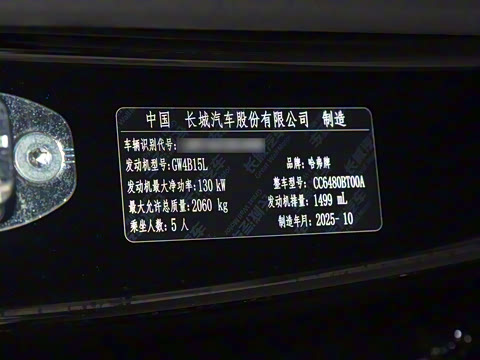 中国 长城汽车股份有限公司 制造
车辆识别代号:
发动机型号:GW4B15L 品牌:哈弗牌
发动机最大净功率:130 kW 整车型号:CC6480BT00A
最大允许总质量:2060 kg 发动机排量:1499 mL
乘坐人数:5 人 制造年月:2025-10